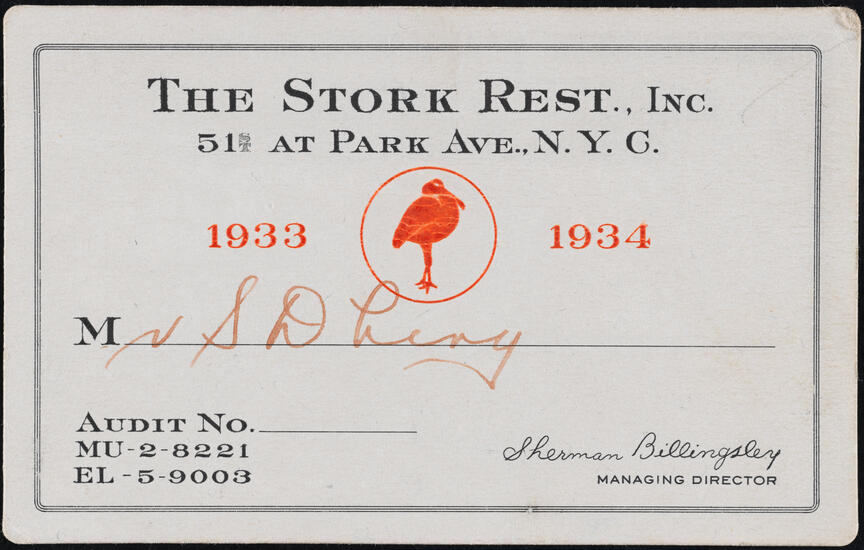 THE STORK REST., INC.
51ST AT PARK AVE., N. Y. C.
1933 1934
Mr S D Levy
AUDIT NO.
MU-2-8221
EL-5-9003
Sherman Billingsley
MANAGING DIRECTOR